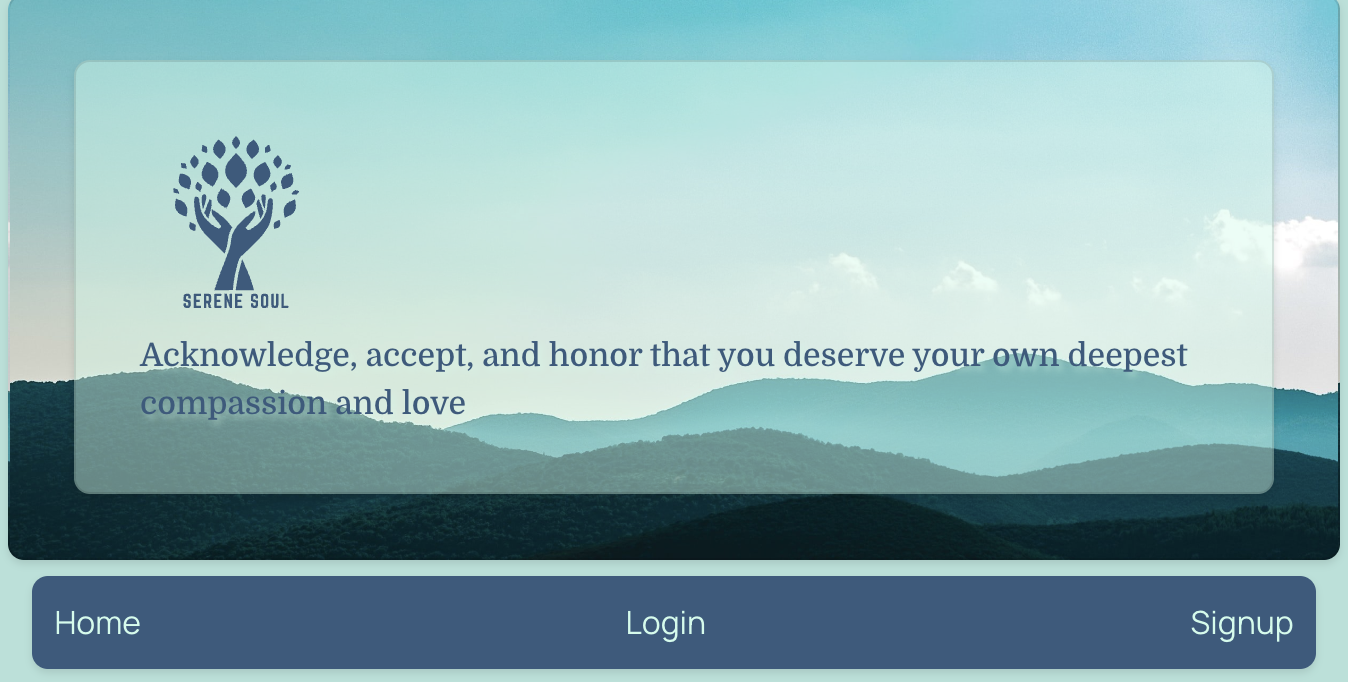 SERENE SOUL
Acknowledge, accept, and honor that you deserve your own deepest
compassion and love
Home Login Signup